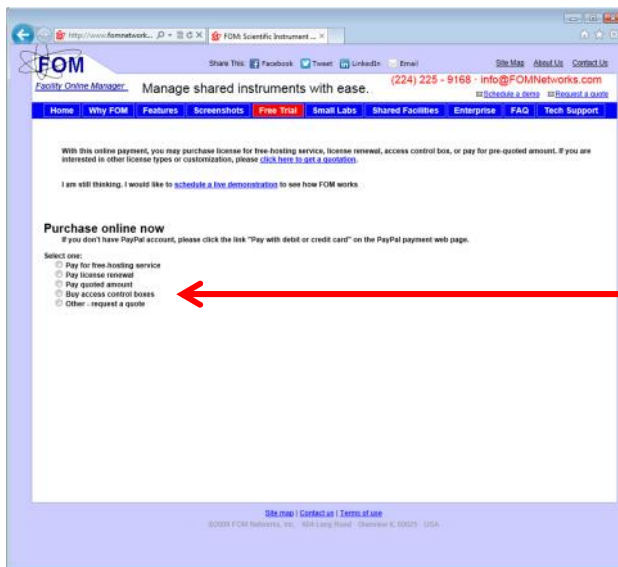 http://www.fomnetwork...
FOM: Scientific Instrument ...
FOM
Share This: Facebook Tweet LinkedIn Email
Site Map About Us Contact Us
Facility Online Manager
Manage shared instruments with ease.
(224) 225 - 9168 · info@FOMNetworks.com
Schedule a demo Request a quote
Home Why FOM Features Screenshots Free Trial Small Labs Shared Facilities Enterprise FAQ Tech Support
With this online payment, you may purchase license for free-hosting service, license renewal, access control box, or pay for pre-quoted amount. If you are
interested in other license types or customization, please click here to get a quotation.
I am still thinking. I would like to schedule a live demonstration to see how FOM works
Purchase online now
If you don't have PayPal account, please click the link "Pay with debit or credit card" on the PayPal payment web page.
Select one:
Pay for free-hosting service
Pay license renewal
Pay quoted amount
Buy access control boxes
Other - request a quote
Site map | Contact us | Terms of use
FOM Networks, Inc. Road USA